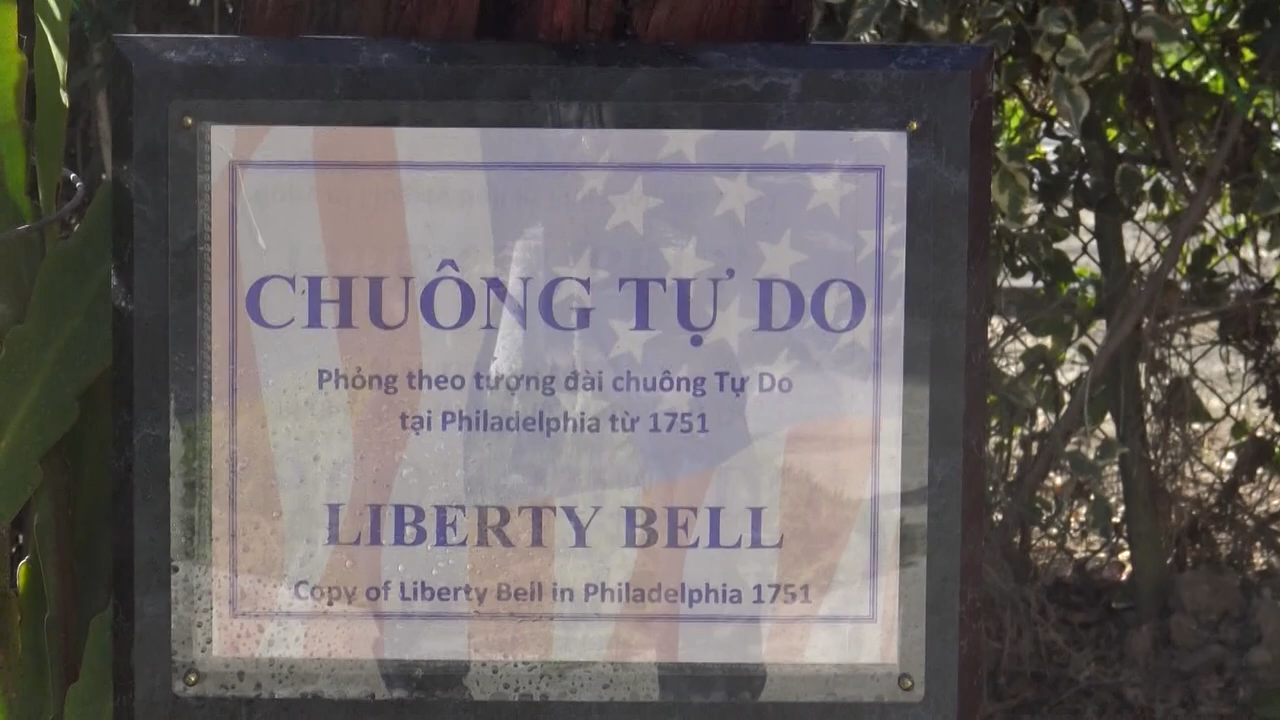 CHUÔNG TỰ DO
Phỏng theo tượng đài chuông Tự Do
tại Philadelphia từ 1751
LIBERTY BELL
Copy of Liberty Bell in Philadelphia 1751